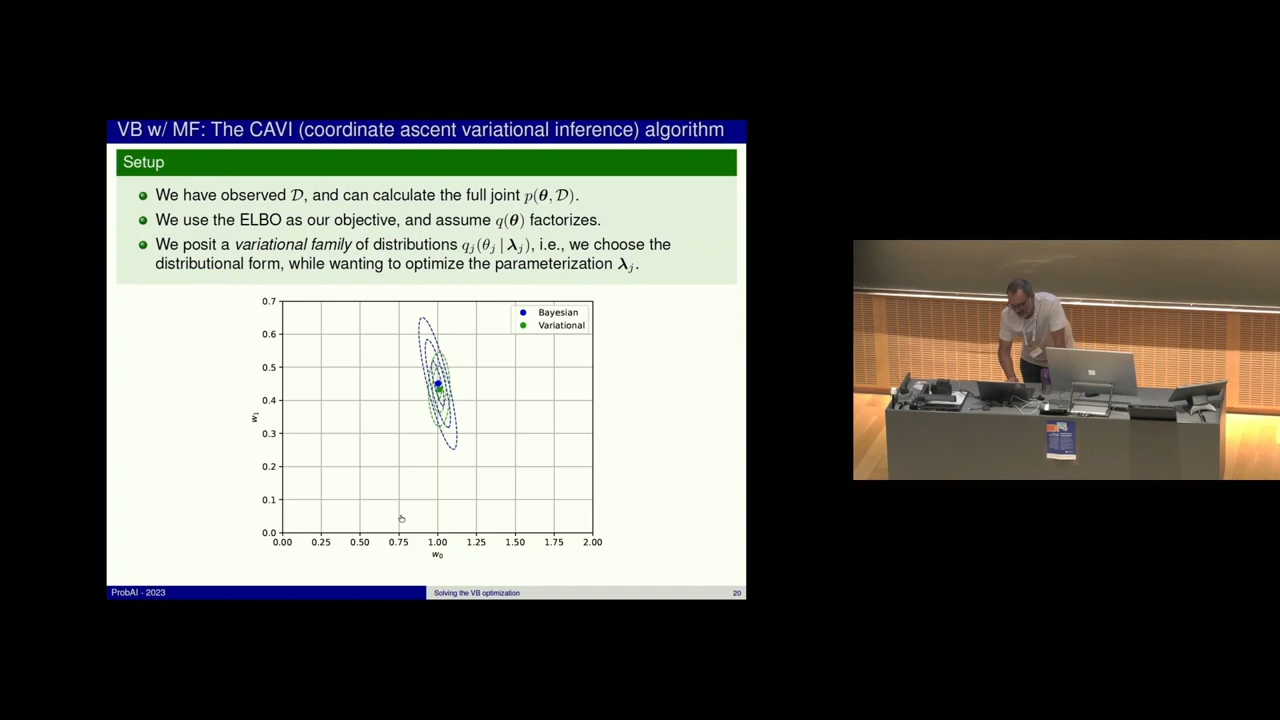 VB w/ MF: The CAVI (coordinate ascent variational inference) algorithm
Setup
We have observed 𝒟, and can calculate the full joint p(θ, 𝒟).
We use the ELBO as our objective, and assume q(θ) factorizes.
We posit a variational family of distributions q_j(θ_j | λ_j), i.e., we choose the
distributional form, while wanting to optimize the parameterization λ_j.
0.7
0.6
0.5
0.4
0.3
0.2
0.1
0.0
w₁
Bayesian
Variational
0.00 0.25 0.50 0.75 1.00 1.25 1.50 1.75 2.00
w₀
ProbAI - 2023
Solving the VB optimization
20